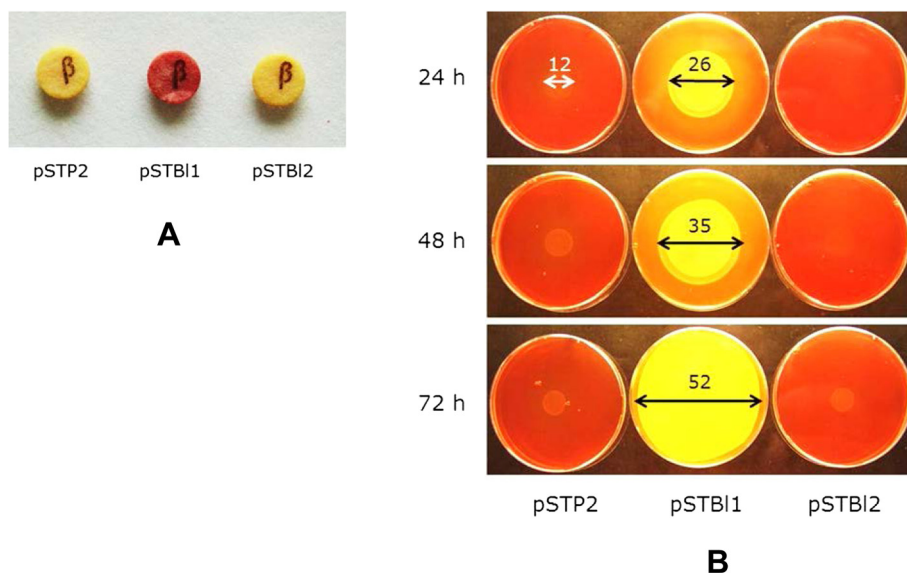 β
β
β
pSTP2
pSTBl1
pSTBl2
A
24 h
12
26
48 h
35
72 h
52
pSTP2
pSTBl1
pSTBl2
B